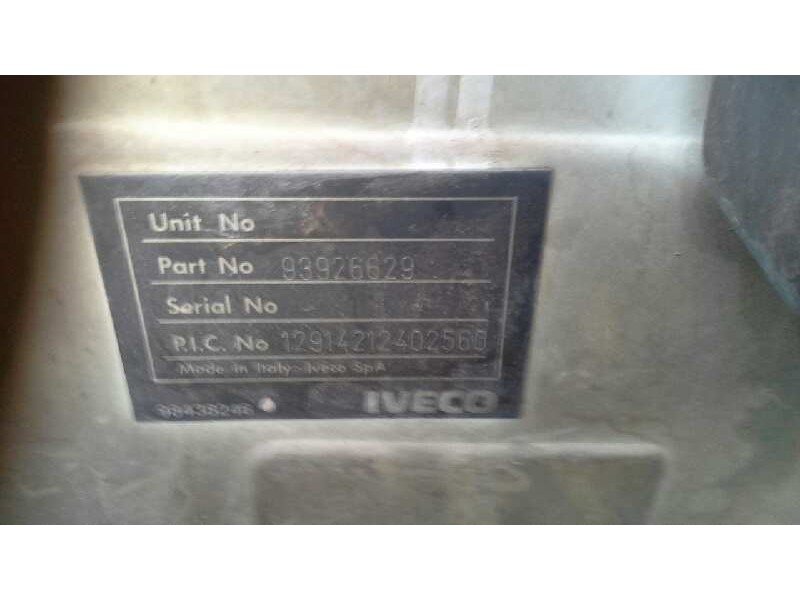 Unit No
Part No 93926629
Serial No
P.I.C. No 12914212402560
Made in Italy - Iveco SpA
98438246 IVECO